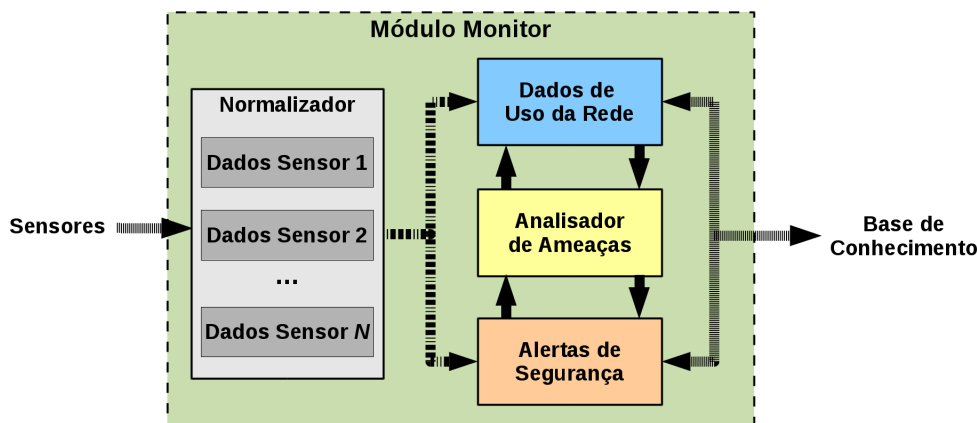 Módulo Monitor
Normalizador
Dados Sensor 1
Dados Sensor 2
...
Dados Sensor N
Sensores
Dados de
Uso da Rede
Analisador
de Ameaças
Alertas de
Segurança
Base de
Conhecimento